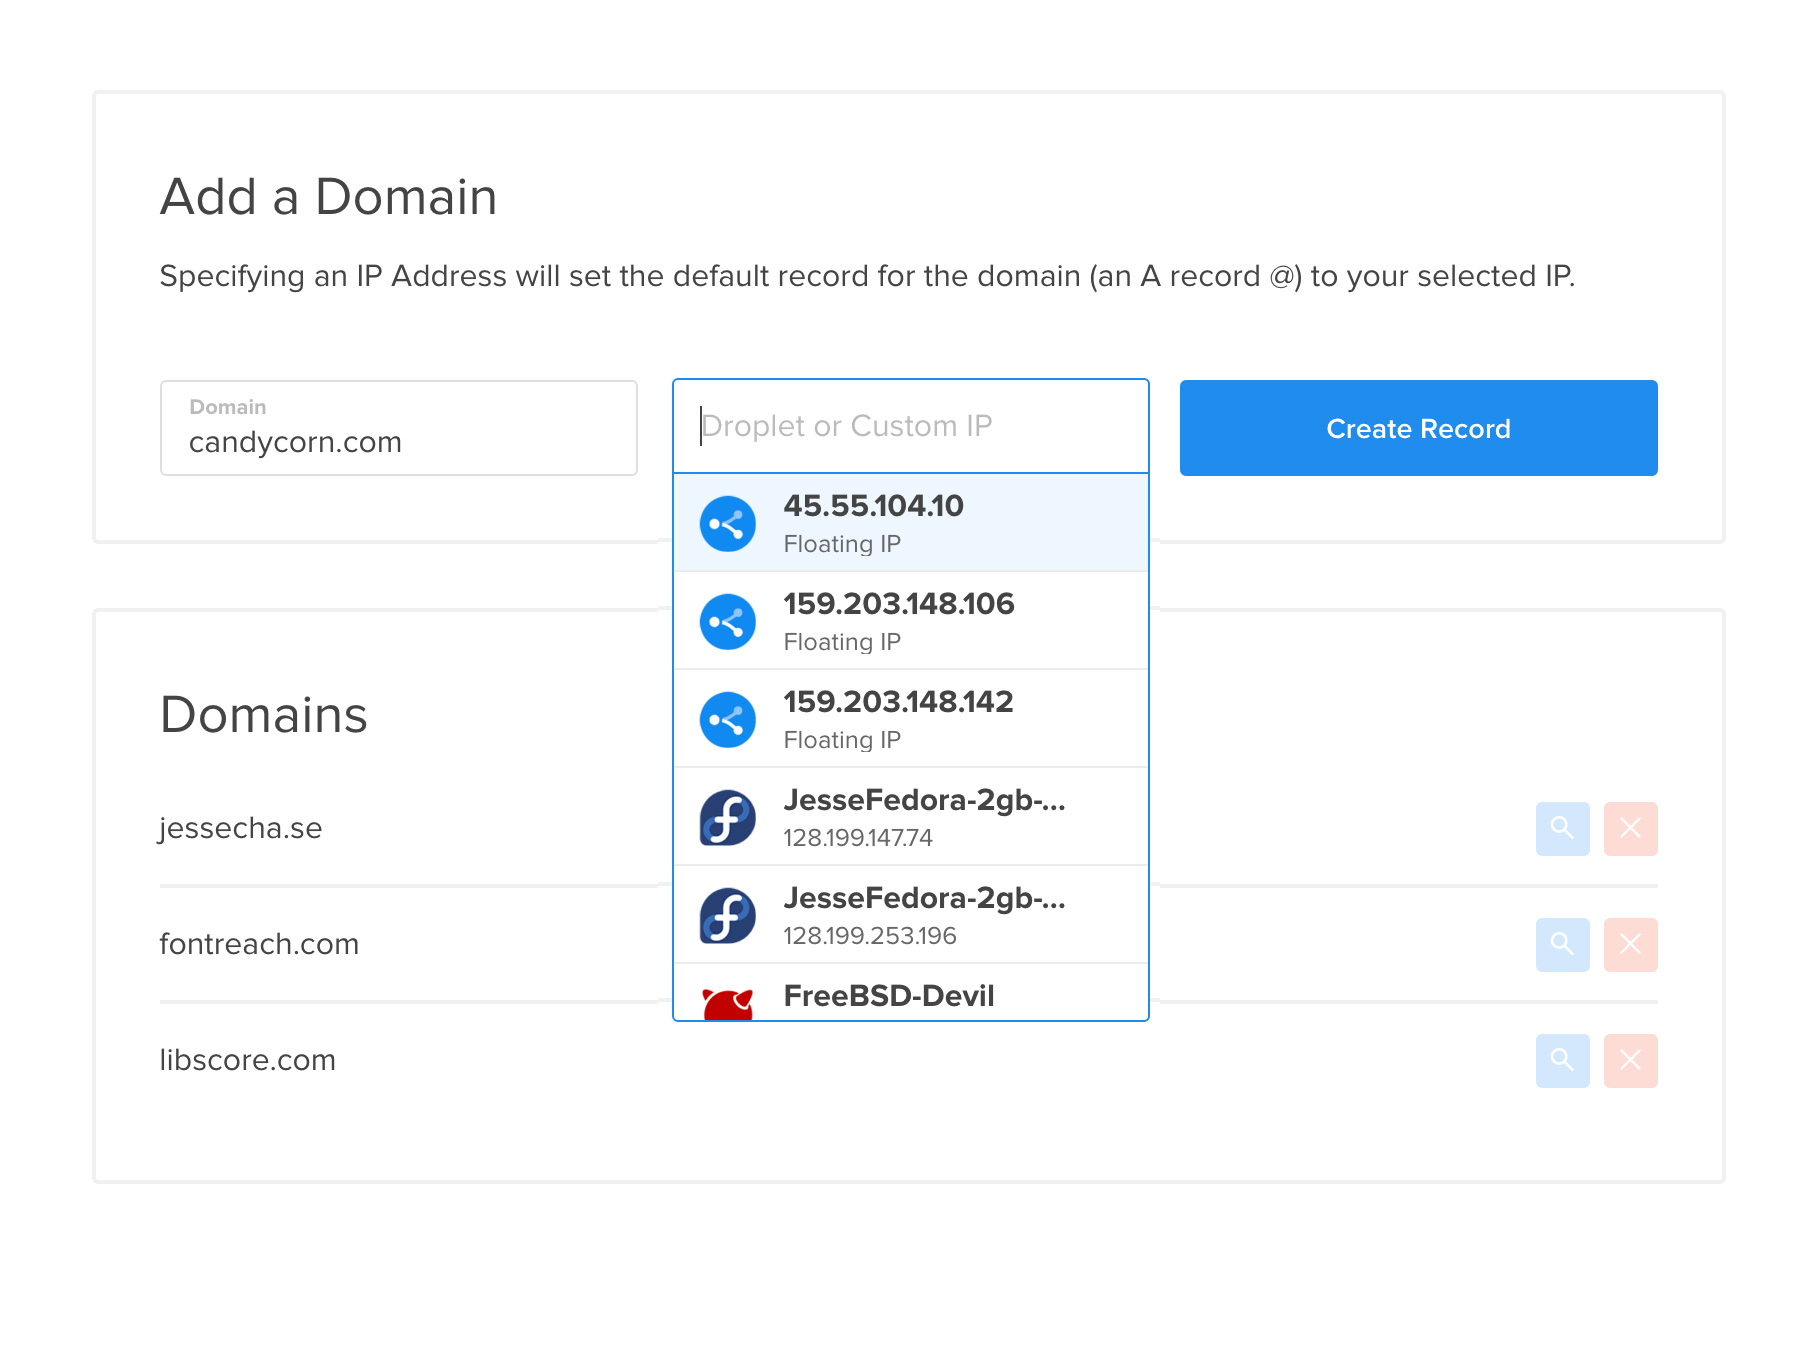 Add a Domain
Specifying an IP Address will set the default record for the domain (an A record @) to your selected IP.
Domain
candycorn.com
Droplet or Custom IP
Create Record
45.55.104.10
Floating IP
159.203.148.106
Floating IP
159.203.148.142
Floating IP
JesseFedora-2gb-...
128.199.147.74
JesseFedora-2gb-...
128.199.253.196
FreeBSD-Devil
Domains
jessecha.se
fontreach.com
libscore.com